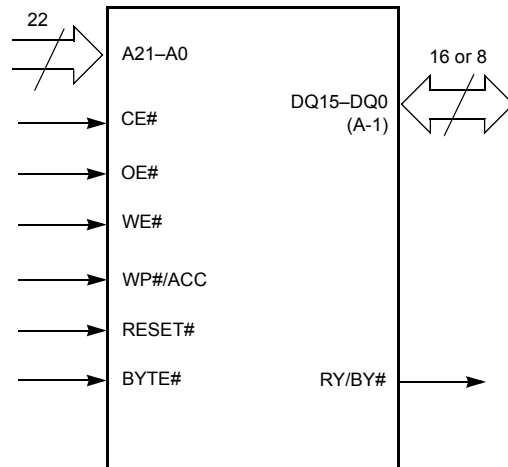 22
A21–A0
16 or 8
CE#
DQ15–DQ0
(A-1)
OE#
WE#
WP#/ACC
RESET#
BYTE#
RY/BY#